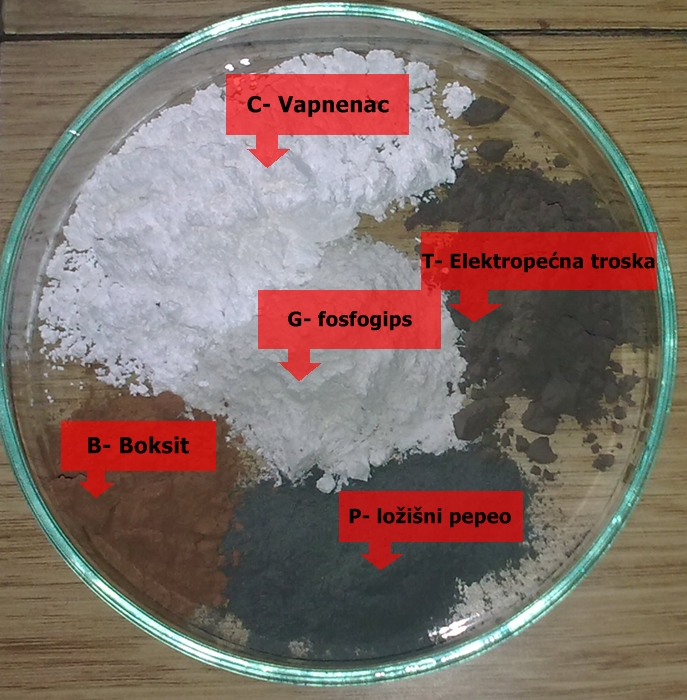 C- Vapnenac
T- Elektropećna troska
G- fosfogips
B- Boksit
P- ložišni pepeo